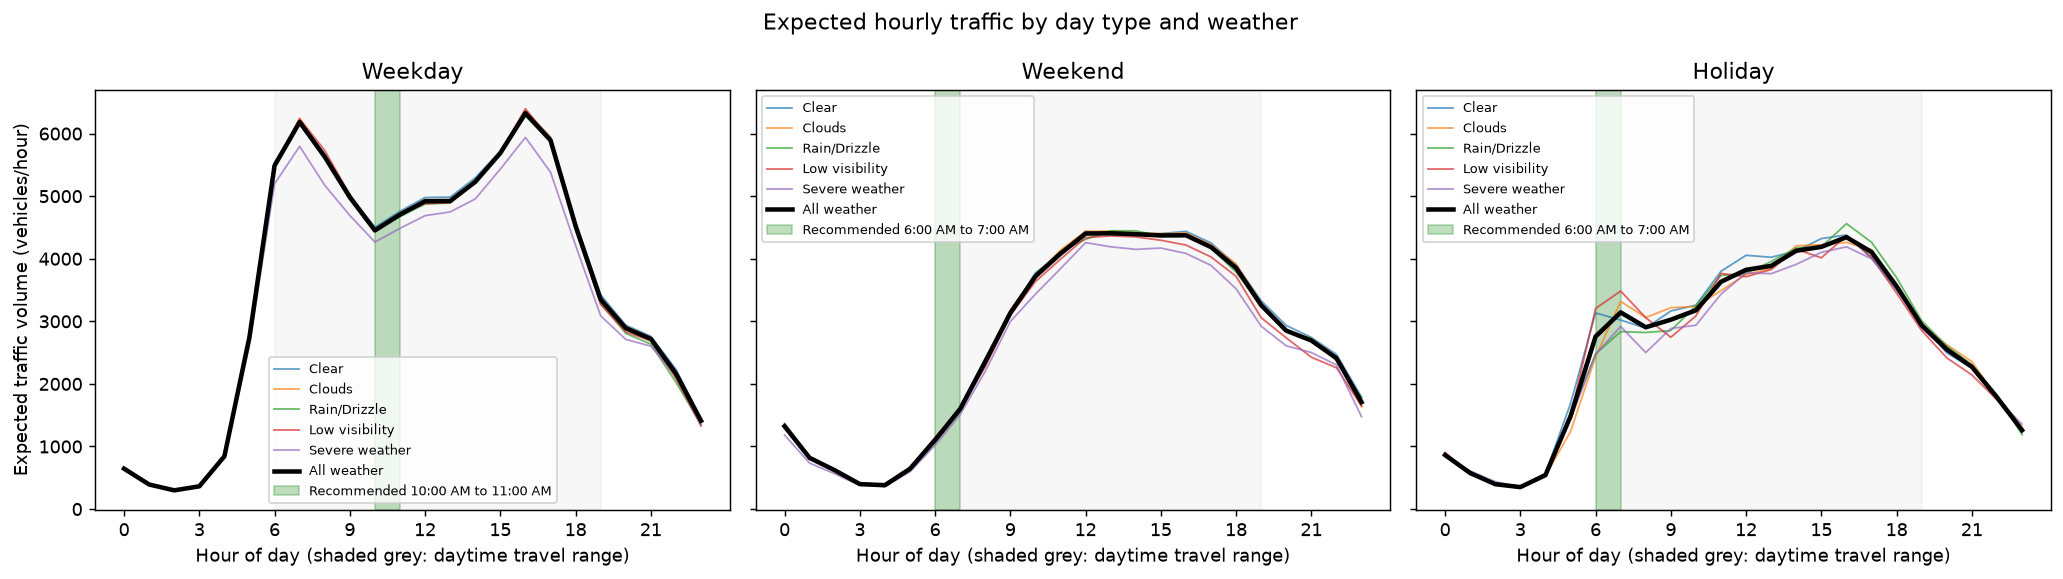 Expected hourly traffic by day type and weather
Weekday
Expected traffic volume (vehicles/hour)
6000
5000
4000
3000
2000
1000
0
Clear
Clouds
Rain/Drizzle
Low visibility
Severe weather
All weather
Recommended 10:00 AM to 11:00 AM
0 3 6 9 12 15 18 21
Hour of day (shaded grey: daytime travel range)
Weekend
Clear
Clouds
Rain/Drizzle
Low visibility
Severe weather
All weather
Recommended 6:00 AM to 7:00 AM
0 3 6 9 12 15 18 21
Hour of day (shaded grey: daytime travel range)
Holiday
Clear
Clouds
Rain/Drizzle
Low visibility
Severe weather
All weather
Recommended 6:00 AM to 7:00 AM
0 3 6 9 12 15 18 21
Hour of day (shaded grey: daytime travel range)